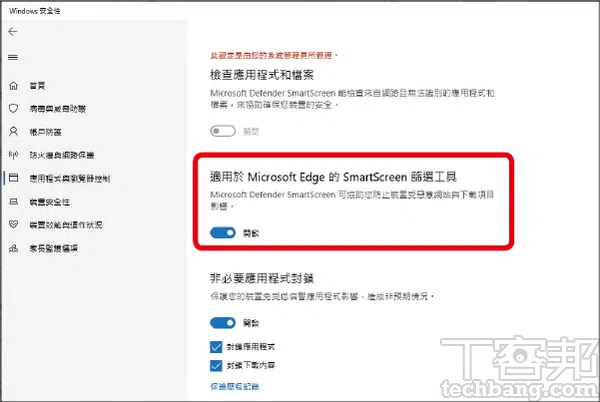 Windows 安全性
首頁
病毒與威脅防護
帳戶防護
防火牆與網路保護
應用程式與瀏覽器控制
裝置安全性
裝置效能與運作狀況
家長監護選項
此設定是由您的系統管理員所管理。
檢查應用程式和檔案
Microsoft Defender SmartScreen 能檢查來自網路且無法識別的應用程式和
檔案，來協助確保您裝置的安全。
關閉
適用於 Microsoft Edge 的 SmartScreen 篩選工具
Microsoft Defender SmartScreen 可協助您防止裝置受惡意網站與下載項目
影響。
開啟
非必要應用程式封鎖
保護您的裝置免受低信譽應用程式影響，造成非預期情況。
開啟
封鎖應用程式
封鎖下載內容
保護歷程記錄
T客邦
techbang.com